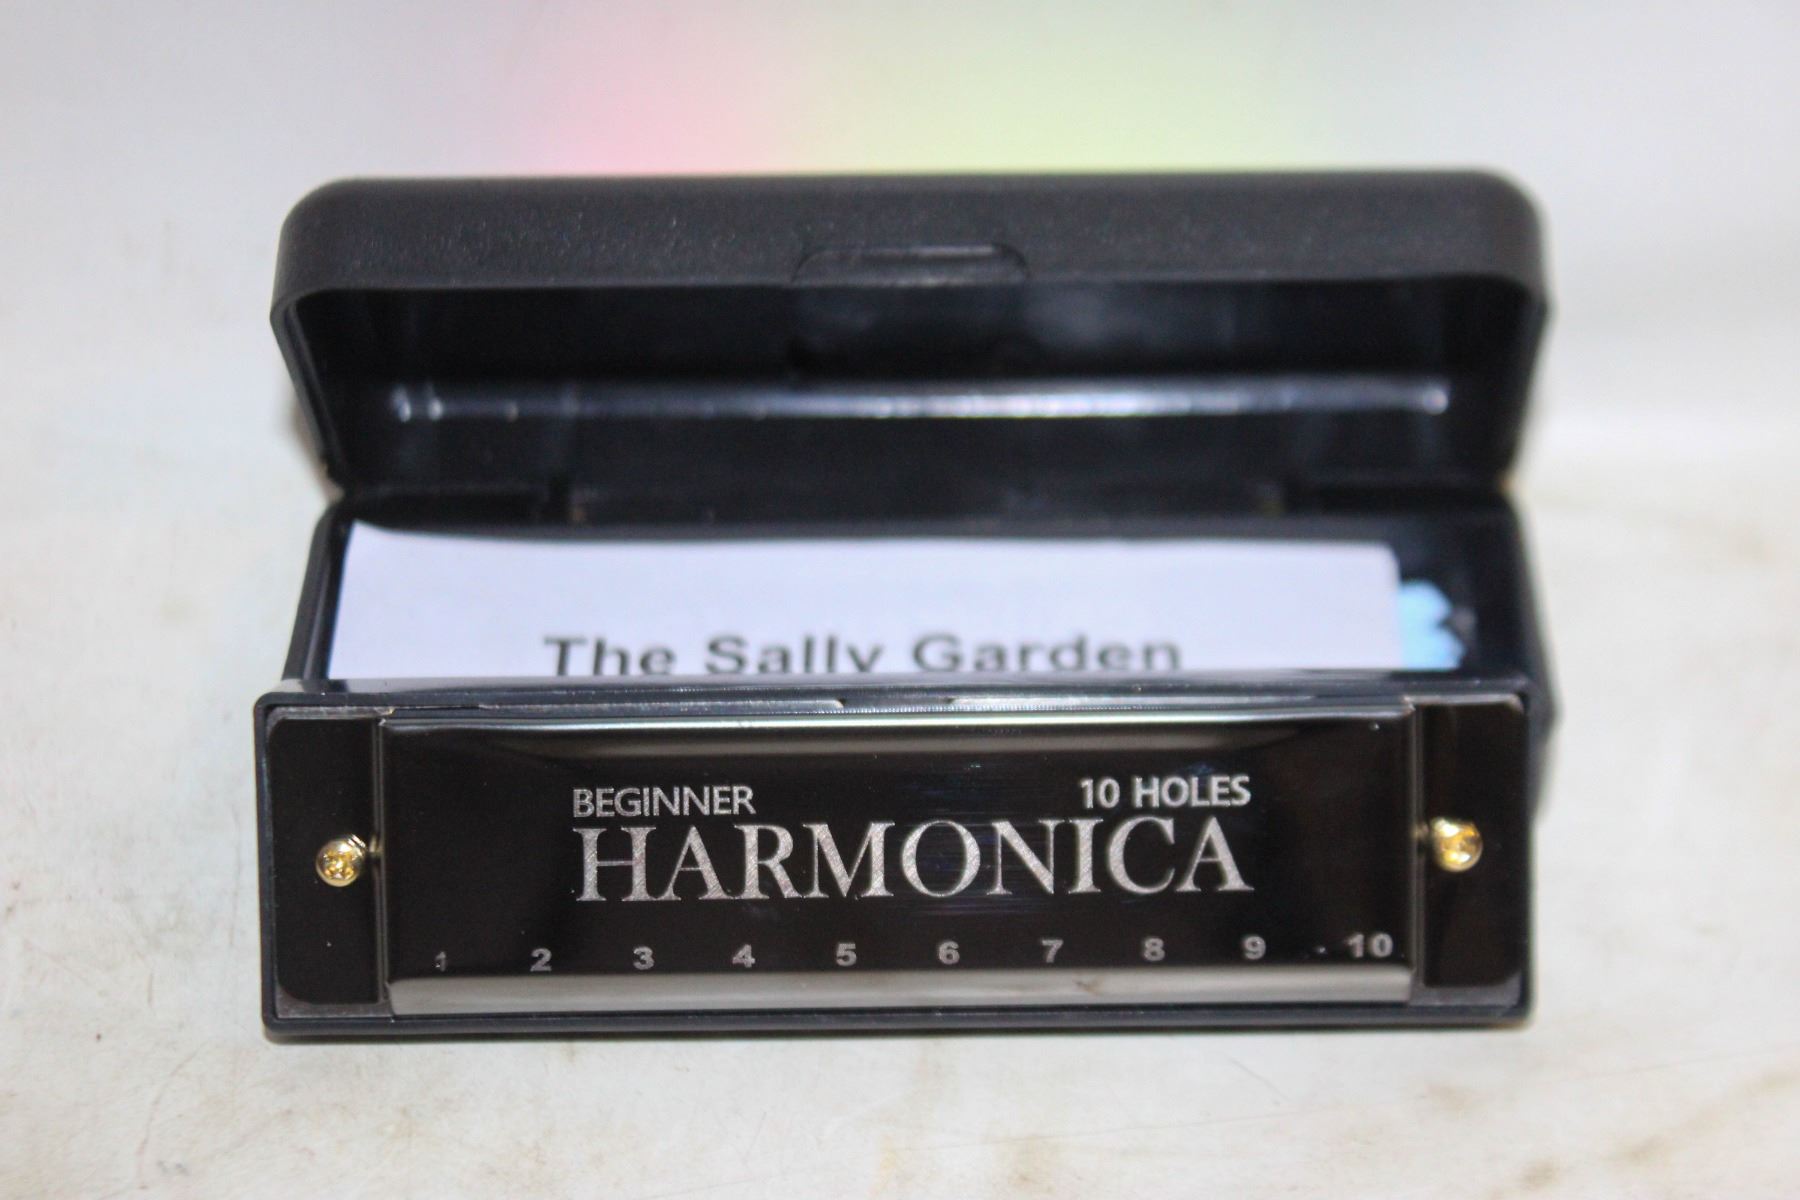 The Sally Garden
BEGINNER 10 HOLES
HARMONICA
1 2 3 4 5 6 7 8 9 10